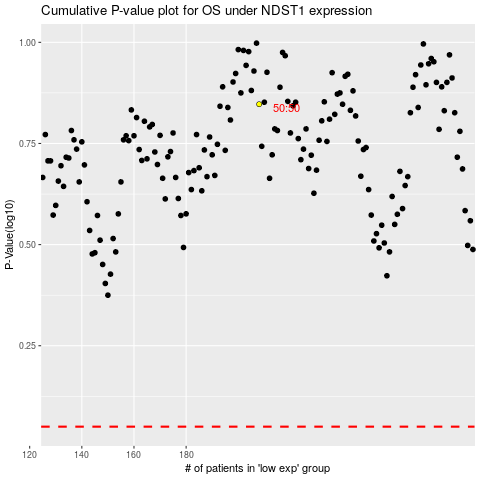 Cumulative P-value plot for OS under NDST1 expression
P-Value(log10)
1.00
0.75
0.50
0.25
50:50
120 140 160 180
# of patients in 'low exp' group